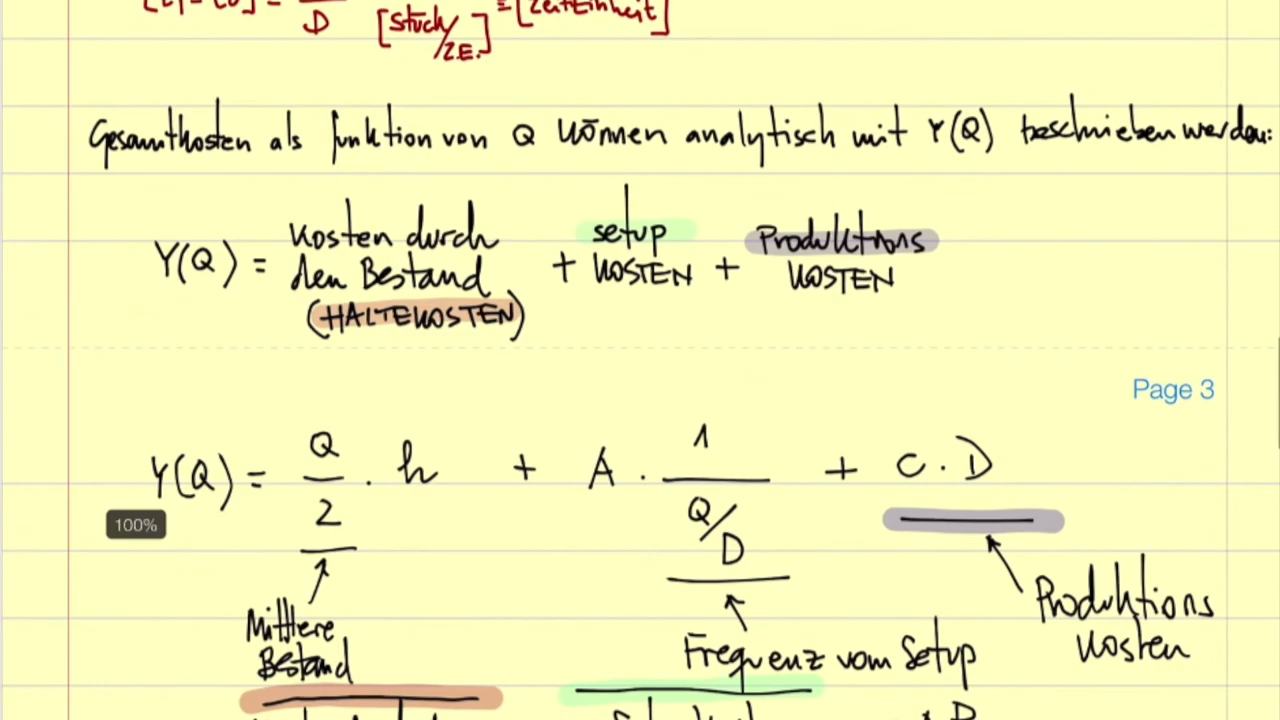 D [Stück/Z.E.] = [Zeiteinheit]
Gesamtkosten als funktion von Q können analytisch mit Y(Q) beschrieben werden:
Y(Q) = Kosten durch den Bestand (HALTEKOSTEN) + setup KOSTEN + Produktions KOSTEN
Page 3
Y(Q) = Q/2 · h + A · 1/(Q/D) + C · D
100%
Mittlere Bestand
Frequenz vom Setup
Produktions kosten